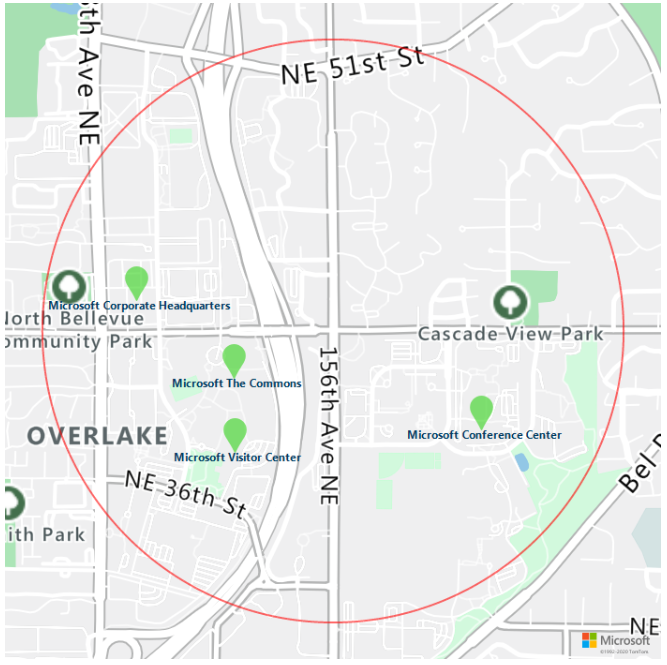 8th Ave NE
NE 51st St
Microsoft Corporate Headquarters
North Bellevue
ommunity Park
Cascade View Park
Microsoft The Commons
156th Ave NE
Microsoft Conference Center
OVERLAKE
Microsoft Visitor Center
NE 36th St
Bel
ith Park
NE
Microsoft